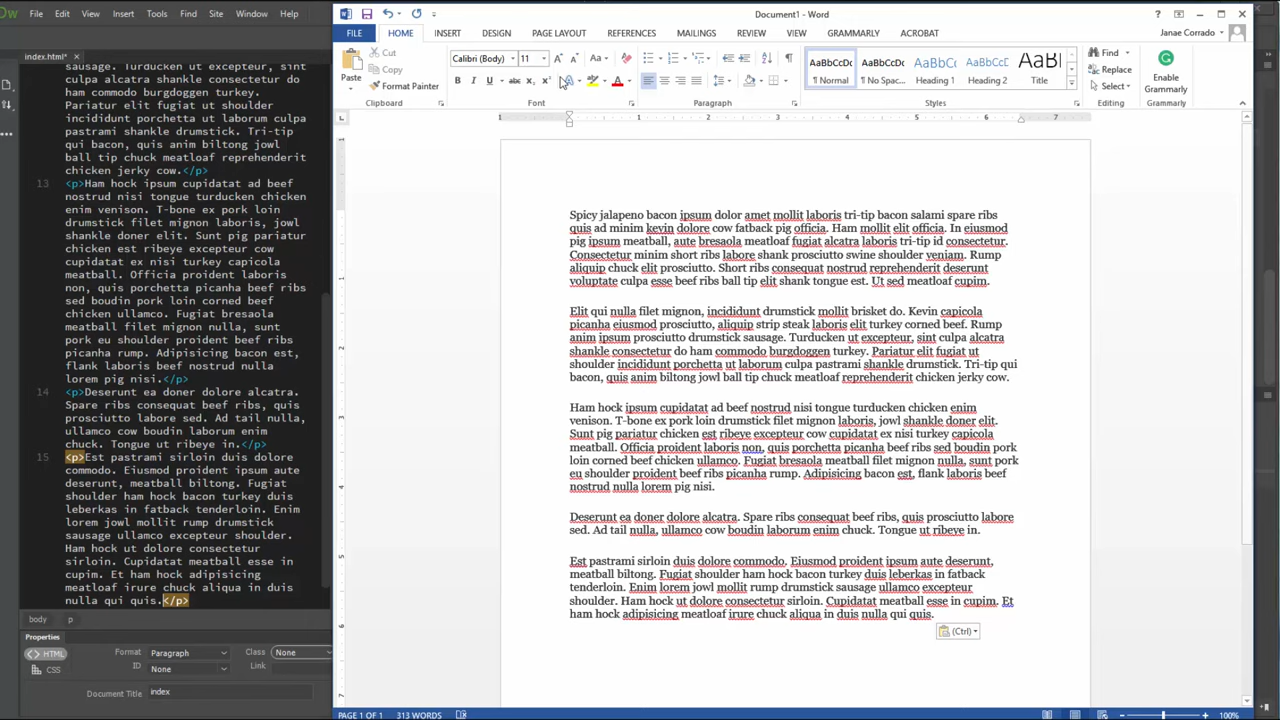 View
Insert
Tools
Find
Site
Window
Help
index.html*
sausage. Turducken ut excepteur, sint
culpa alcatra shankle consectetur do
ham commodo burgdoggen turkey.
Pariatur elit fugiat ut shoulder
incididunt porchetta ut laborum culpa
pastrami shankle drumstick. Tri-tip
qui bacon, quis anim biltong jowl
ball tip chuck meatloaf reprehenderit
chicken jerky cow.</p>
13 <p>Ham hock ipsum cupidatat ad beef
nostrud nisi tongue turducken chicken
enim venison. T-bone ex pork loin
drumstick filet mignon laboris, jowl
shankle doner elit. Sunt pig pariatur
chicken est ribeye excepteur cow
cupidatat ex nisi turkey capicola
meatball. Officia proident laboris
non, quis porchetta picanha beef ribs
sed boudin pork loin corned beef
chicken ullamco. Fugiat bresaola
meatball filet mignon nulla, sunt
pork eu shoulder proident beef ribs
picanha rump. Adipisicing bacon est,
flank laboris beef nostrud nulla
lorem pig nisi.</p>
14 <p>Deserunt ea doner dolore alcatra.
Spare ribs consequat beef ribs, quis
prosciutto labore sed. Ad tail nulla,
ullamco cow boudin laborum enim
chuck. Tongue ut ribeye in.</p>
15 <p>Est pastrami sirloin duis dolore
commodo. Eiusmod proident ipsum aute
deserunt, meatball biltong. Fugiat
shoulder ham hock bacon turkey duis
leberkas in fatback tenderloin. Enim
lorem jowl mollit rump drumstick
sausage ullamco excepteur shoulder.
Ham hock ut dolore consectetur
sirloin. Cupidatat meatball esse in
cupim. Et ham hock adipisicing
meatloaf irure chuck aliqua in duis
nulla qui quis.</p>
body p
Properties
HTML
CSS
Format Paragraph
ID None
Class None
Link
Document Title index
Document1 - Word
FILE HOME INSERT DESIGN PAGE LAYOUT REFERENCES MAILINGS REVIEW VIEW GRAMMARLY ACROBAT
Janae Corrado
Paste
Cut
Copy
Format Painter
Clipboard
Calibri (Body) 11
Font
Paragraph
AaBbCcDc ¶ Normal
AaBbCcDc ¶ No Spac...
AaBbCc Heading 1
AaBbCcD Heading 2
AaBl Title
Styles
Find
Replace
Select
Editing
Enable
Grammarly
Grammarly
1 1 2 3 4 5 6 7
Spicy jalapeno bacon ipsum dolor amet mollit laboris tri-tip bacon salami spare ribs
quis ad minim kevin dolore cow fatback pig officia. Ham mollit elit officia. In eiusmod
pig ipsum meatball, aute bresaola meatloaf fugiat alcatra laboris tri-tip id consectetur.
Consectetur minim short ribs labore shank prosciutto swine shoulder veniam. Rump
aliquip chuck elit prosciutto. Short ribs consequat nostrud reprehenderit deserunt
voluptate culpa esse beef ribs ball tip elit shank tongue est. Ut sed meatloaf cupim.
Elit qui nulla filet mignon, incididunt drumstick mollit brisket do. Kevin capicola
picanha eiusmod prosciutto, aliquip strip steak laboris elit turkey corned beef. Rump
anim ipsum prosciutto drumstick sausage. Turducken ut excepteur, sint culpa alcatra
shankle consectetur do ham commodo burgdoggen turkey. Pariatur elit fugiat ut
shoulder incididunt porchetta ut laborum culpa pastrami shankle drumstick. Tri-tip qui
bacon, quis anim biltong jowl ball tip chuck meatloaf reprehenderit chicken jerky cow.
Ham hock ipsum cupidatat ad beef nostrud nisi tongue turducken chicken enim
venison. T-bone ex pork loin drumstick filet mignon laboris, jowl shankle doner elit.
Sunt pig pariatur chicken est ribeye excepteur cow cupidatat ex nisi turkey capicola
meatball. Officia proident laboris non, quis porchetta picanha beef ribs sed boudin pork
loin corned beef chicken ullamco. Fugiat bresaola meatball filet mignon nulla, sunt pork
eu shoulder proident beef ribs picanha rump. Adipisicing bacon est, flank laboris beef
nostrud nulla lorem pig nisi.
Deserunt ea doner dolore alcatra. Spare ribs consequat beef ribs, quis prosciutto labore
sed. Ad tail nulla, ullamco cow boudin laborum enim chuck. Tongue ut ribeye in.
Est pastrami sirloin duis dolore commodo. Eiusmod proident ipsum aute deserunt,
meatball biltong. Fugiat shoulder ham hock bacon turkey duis leberkas in fatback
tenderloin. Enim lorem jowl mollit rump drumstick sausage ullamco excepteur
shoulder. Ham hock ut dolore consectetur sirloin. Cupidatat meatball esse in cupim. Et
ham hock adipisicing meatloaf irure chuck aliqua in duis nulla qui quis.
(Ctrl)
PAGE 1 OF 1 313 WORDS
100%